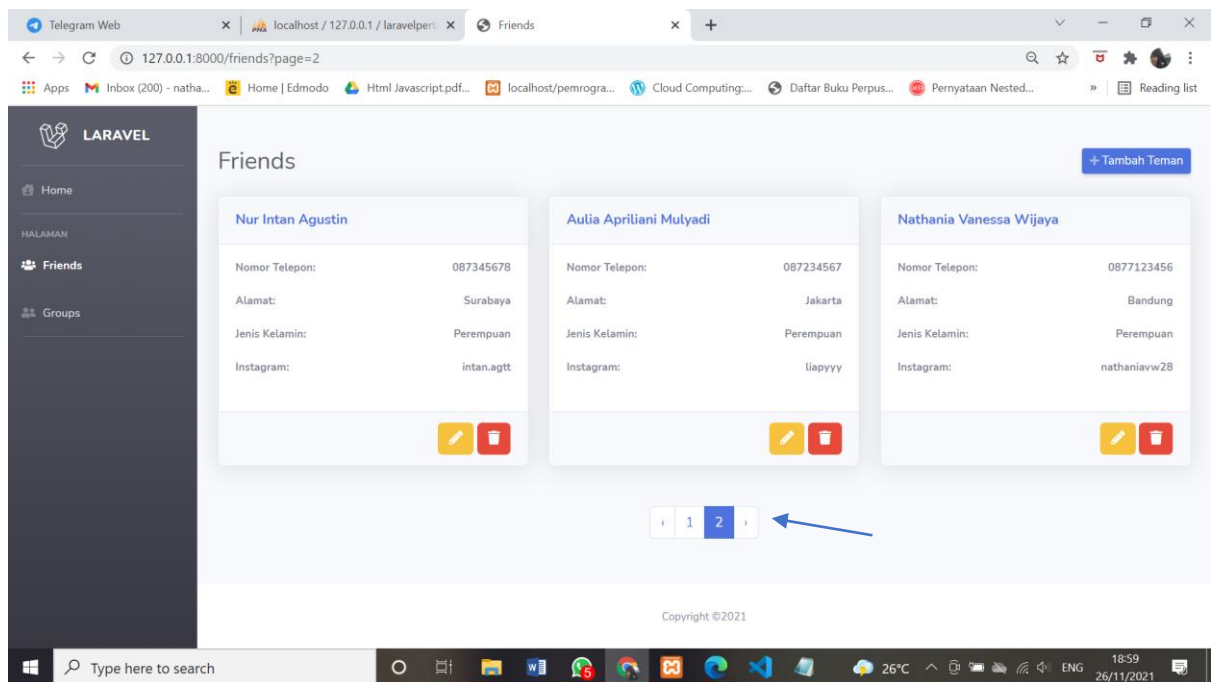 Telegram Web
localhost / 127.0.0.1 / laravelpert
Friends
127.0.0.1:8000/friends?page=2
Apps
Inbox (200) - natha...
Home | Edmodo
Html Javascript.pdf...
localhost/pemrogra...
Cloud Computing:...
Daftar Buku Perpus...
Pernyataan Nested...
»
Reading list
LARAVEL
Home
HALAMAN
Friends
Groups
Friends
+ Tambah Teman
Nur Intan Agustin
Nomor Telepon: 087345678
Alamat: Surabaya
Jenis Kelamin: Perempuan
Instagram: intan.agtt
Aulia Apriliani Mulyadi
Nomor Telepon: 087234567
Alamat: Jakarta
Jenis Kelamin: Perempuan
Instagram: liapyyy
Nathania Vanessa Wijaya
Nomor Telepon: 0877123456
Alamat: Bandung
Jenis Kelamin: Perempuan
Instagram: nathaniavw28
‹ 1 2 ›
Copyright ©2021
Type here to search
26°C
ENG
18:59
26/11/2021